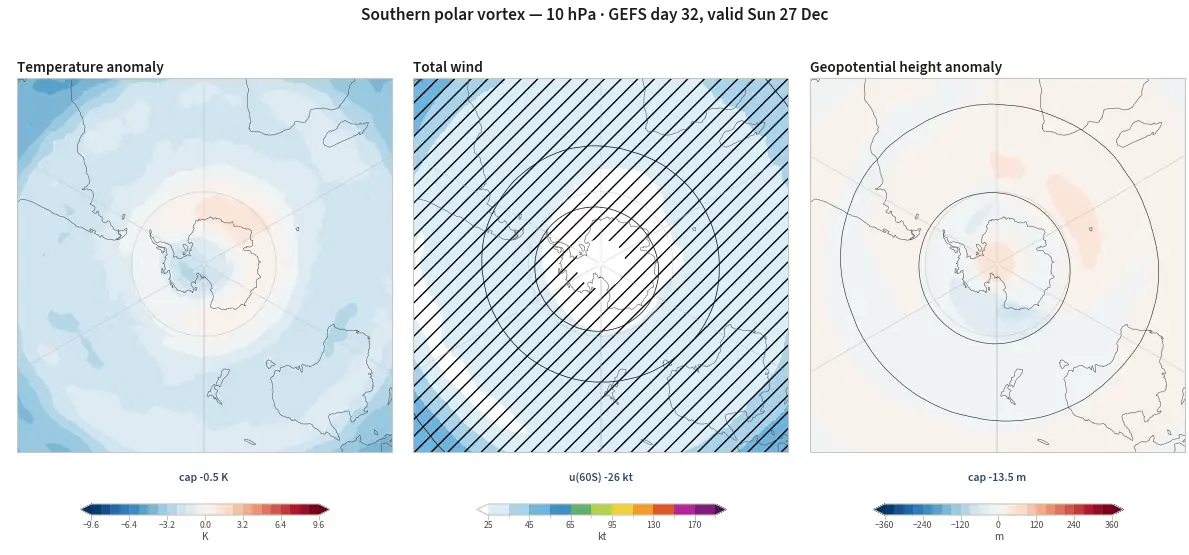 Southern polar vortex — 10 hPa · GEFS day 32, valid Sun 27 Dec
Temperature anomaly
Total wind
Geopotential height anomaly
cap -0.5 K
u(60S) -26 kt
cap -13.5 m
−9.6 −6.4 −3.2 0.0 3.2 6.4 9.6
K
25 45 65 95 130 170
kt
−360 −240 −120 0 120 240 360
m